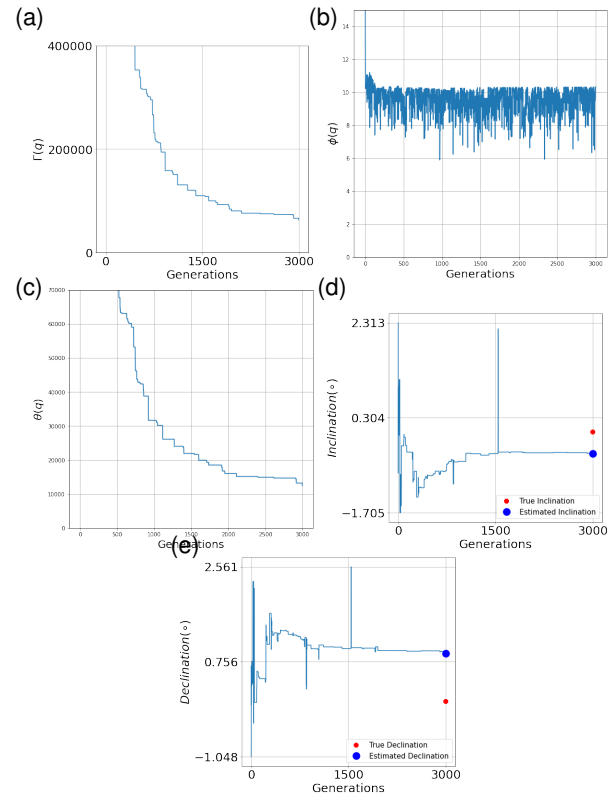 (a)
400000
200000
0
Γ(q)
0
1500
3000
Generations
(b)
14
12
10
8
6
4
2
0
ϕ(q)
0
500
1000
1500
2000
2500
3000
Generations
(c)
70000
60000
50000
40000
30000
20000
10000
0
θ(q)
0
500
1000
1500
2000
2500
3000
Generations
(d)
2.313
0.304
−1.705
Inclination(∘)
True Inclination
Estimated Inclination
0
1500
3000
Generations
(e)
2.561
0.756
−1.048
Declination(∘)
True Declination
Estimated Declination
0
1500
3000
Generations